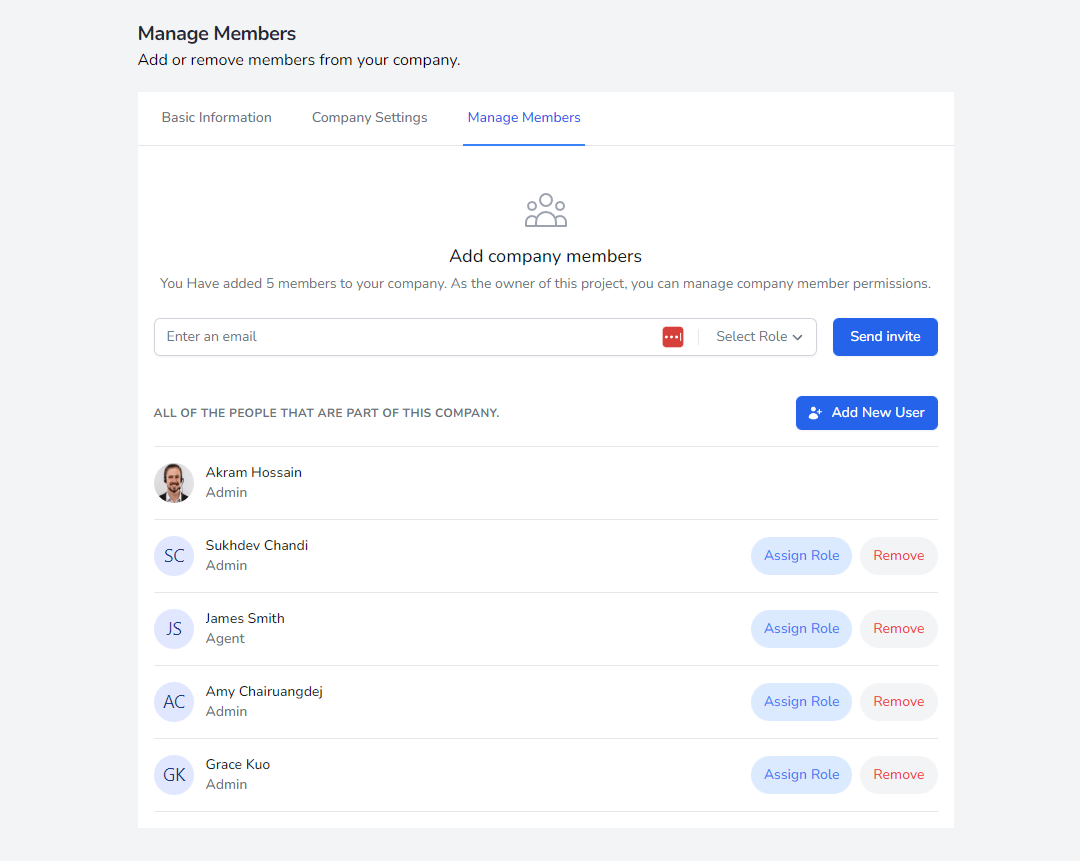 Manage Members
Add or remove members from your company.
Basic Information Company Settings Manage Members
Add company members
You Have added 5 members to your company. As the owner of this project, you can manage company member permissions.
Enter an email Select Role Send invite
ALL OF THE PEOPLE THAT ARE PART OF THIS COMPANY. Add New User
Akram Hossain
Admin
SC Sukhdev Chandi Assign Role Remove
Admin
JS James Smith Assign Role Remove
Agent
AC Amy Chairuangdej Assign Role Remove
Admin
GK Grace Kuo Assign Role Remove
Admin